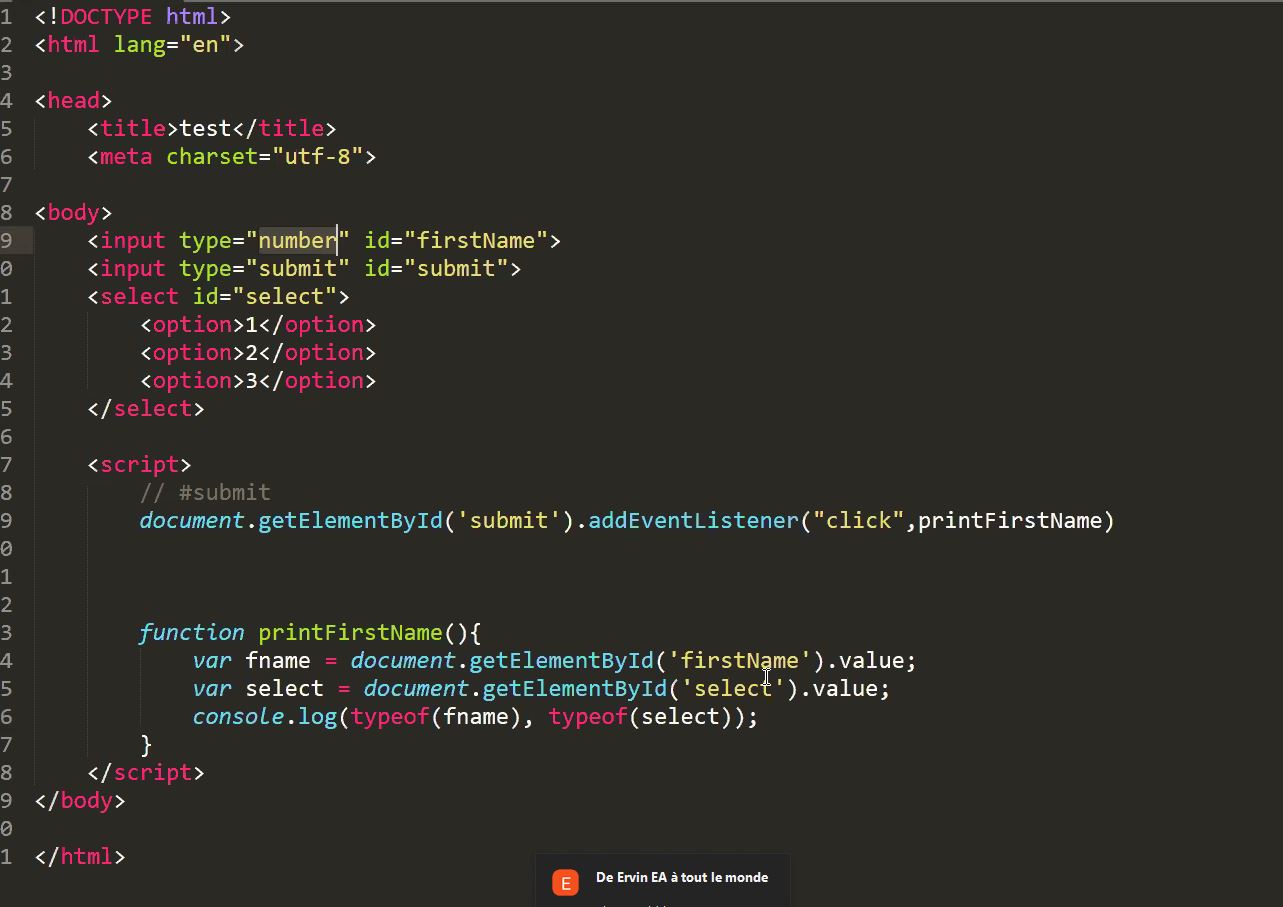 1 <!DOCTYPE html>
2 <html lang="en">
3
4 <head>
5     <title>test</title>
6     <meta charset="utf-8">
7
8 <body>
9     <input type="number" id="firstName">
0     <input type="submit" id="submit">
1     <select id="select">
2         <option>1</option>
3         <option>2</option>
4         <option>3</option>
5     </select>
6
7     <script>
8         // #submit
9         document.getElementById('submit').addEventListener("click",printFirstName)
0
1
2
3         function printFirstName(){
4             var fname = document.getElementById('firstName').value;
5             var select = document.getElementById('select').value;
6             console.log(typeof(fname), typeof(select));
7         }
8     </script>
9 </body>
0
1 </html>
E De Ervin EA à tout le monde